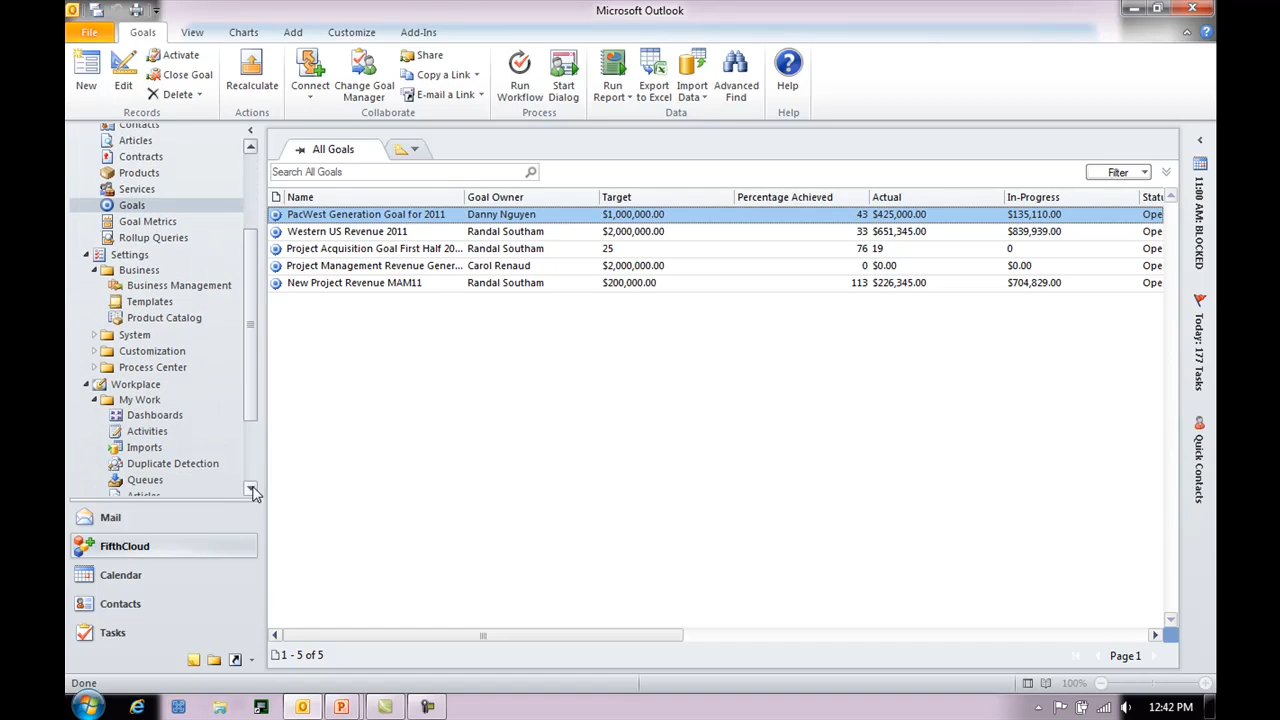 Microsoft Outlook
File Goals View Charts Add Customize Add-Ins
New
Edit
Activate
Close Goal
Delete
Records
Recalculate
Actions
Connect
Change Goal Manager
Share
Copy a Link
E-mail a Link
Collaborate
Run Workflow
Start Dialog
Process
Run Report
Export to Excel
Import Data
Advanced Find
Data
Help
Help
Contacts
Articles
Contracts
Products
Services
Goals
Goal Metrics
Rollup Queries
Settings
Business
Business Management
Templates
Product Catalog
System
Customization
Process Center
Workplace
My Work
Dashboards
Activities
Imports
Duplicate Detection
Queues
Articles
Mail
FifthCloud
Calendar
Contacts
Tasks
All Goals
Search All Goals
Filter
Name Goal Owner Target Percentage Achieved Actual In-Progress Statu
PacWest Generation Goal for 2011 Danny Nguyen $1,000,000.00 43 $425,000.00 $135,110.00 Ope
Western US Revenue 2011 Randal Southam $2,000,000.00 33 $651,345.00 $839,939.00 Ope
Project Acquisition Goal First Half 20... Randal Southam 25 76 19 0 Ope
Project Management Revenue Gener... Carol Renaud $2,000,000.00 0 $0.00 $0.00 Ope
New Project Revenue MAM11 Randal Southam $200,000.00 113 $226,345.00 $704,829.00 Ope
1 - 5 of 5
Page1
11:00 AM: BLOCKED
Today: 177 Tasks
Quick Contacts
Done
100%
12:42 PM